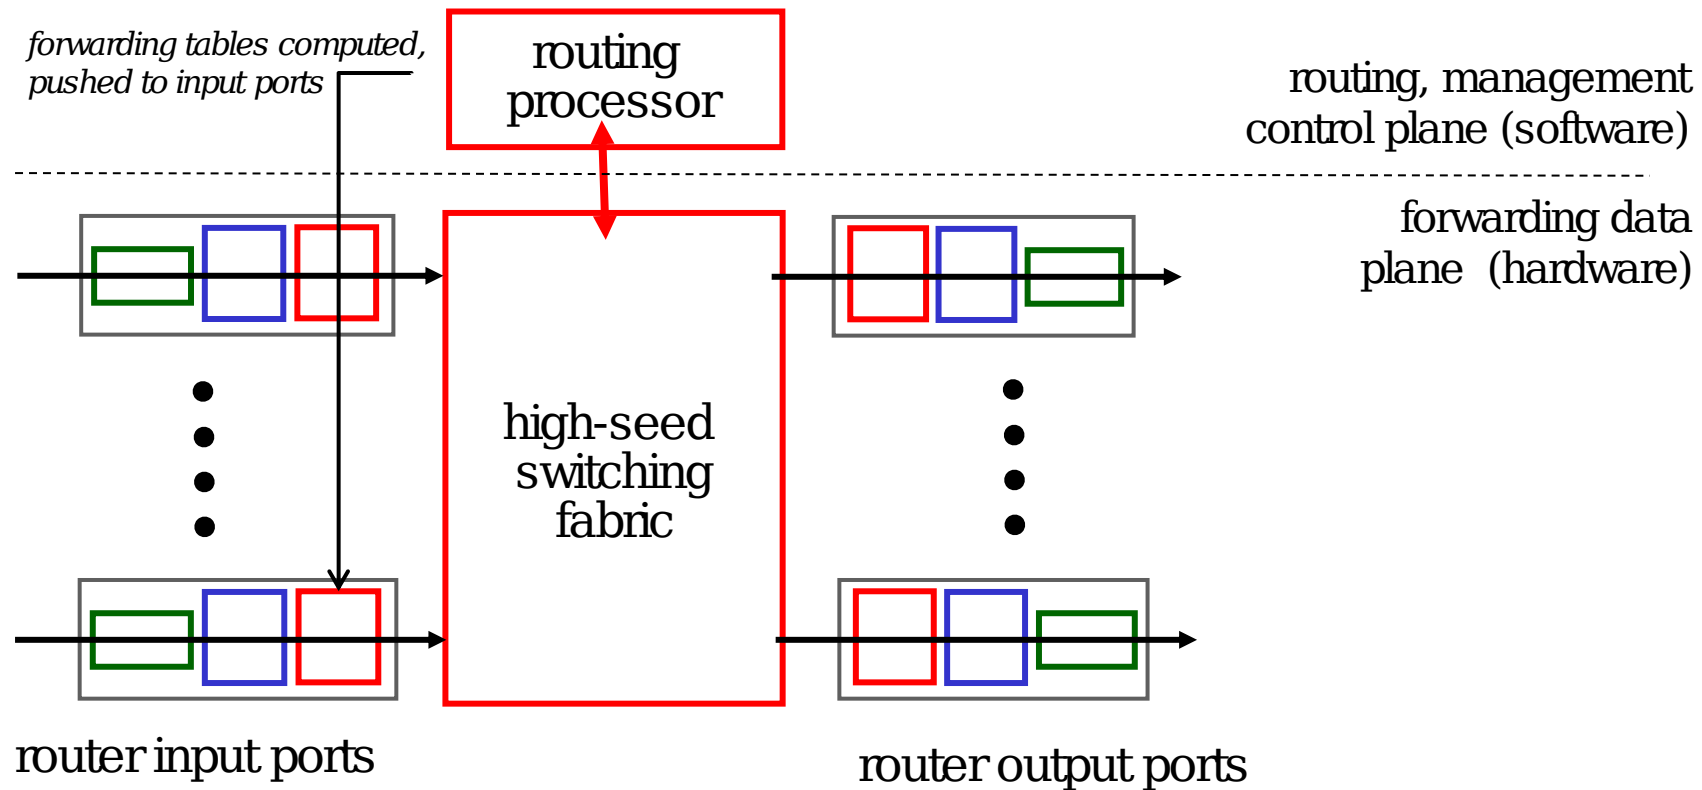 forwarding tables computed,
pushed to input ports
routing
processor
routing, management
control plane (software)
forwarding data
plane (hardware)
high-seed
switching
fabric
router input ports
router output ports